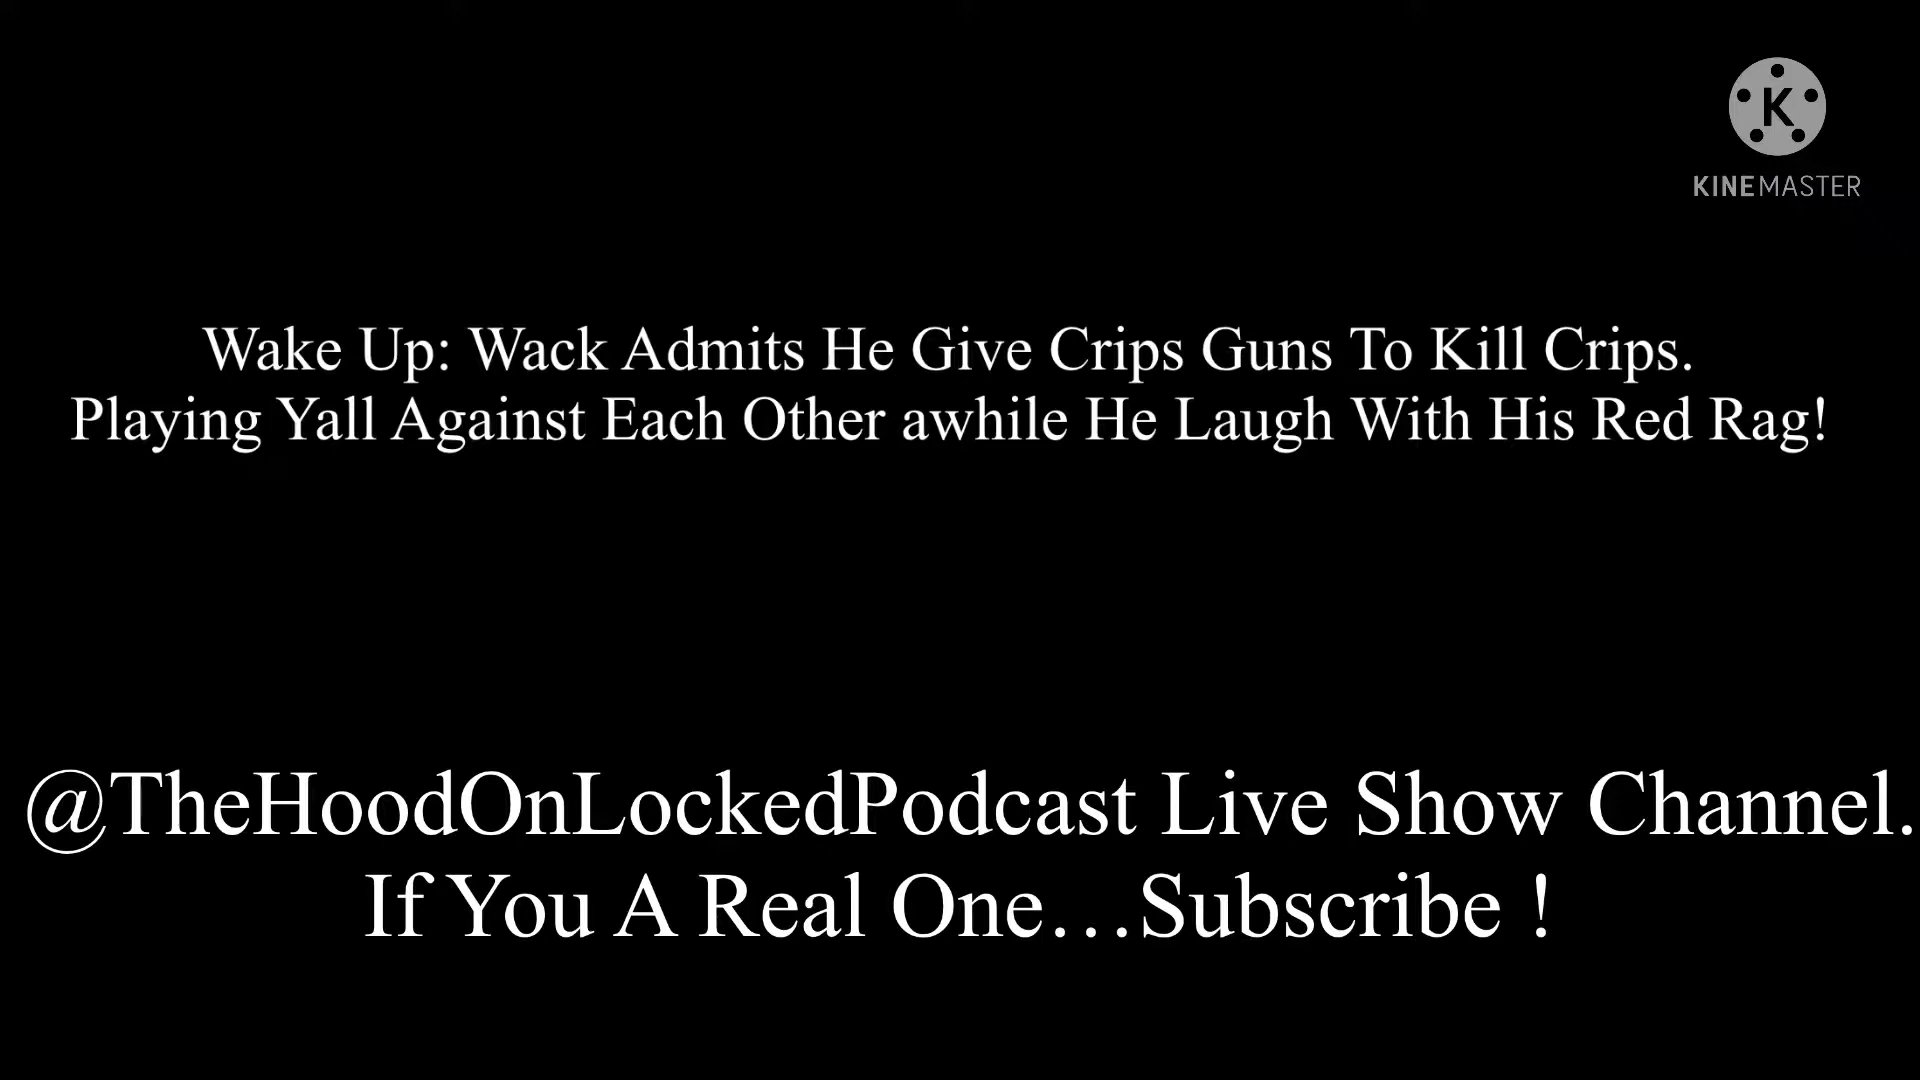 K
KINEMASTER
Wake Up: Wack Admits He Give Crips Guns To Kill Crips.
Playing Yall Against Each Other awhile He Laugh With His Red Rag!
@TheHoodOnLockedPodcast Live Show Channel.
If You A Real One…Subscribe !